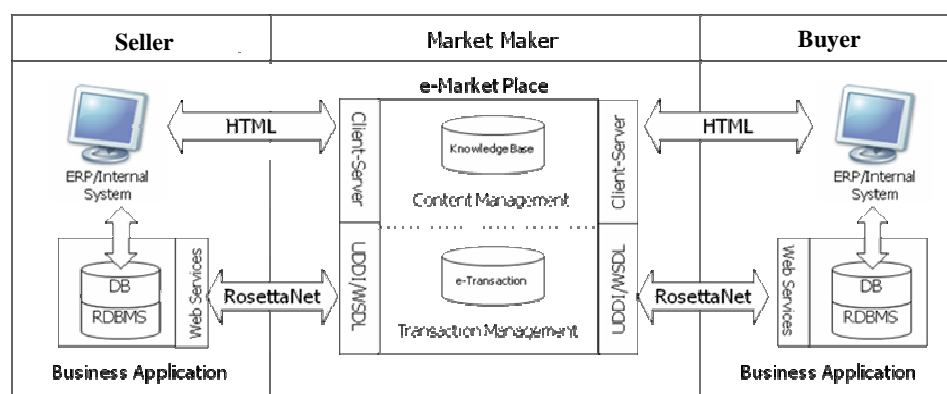 Seller
Market Maker
Buyer
e-Market Place
HTML
Client-Server
Knowledge Base
Content Management
Client-Server
HTML
ERP/Internal
System
ERP/Internal
System
DB
RDBMS
Web Services
RosettaNet
UDDI/WSDL
e-Transaction
Transaction Management
UDDI/WSDL
RosettaNet
Web Services
DB
RDBMS
Business Application
Business Application